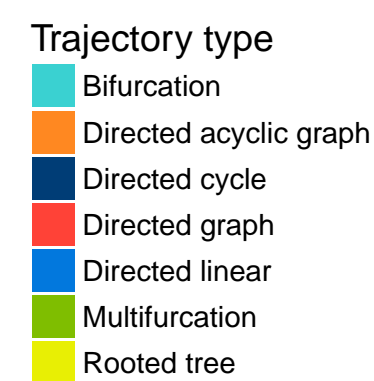 Trajectory type
Bifurcation
Directed acyclic graph
Directed cycle
Directed graph
Directed linear
Multifurcation
Rooted tree